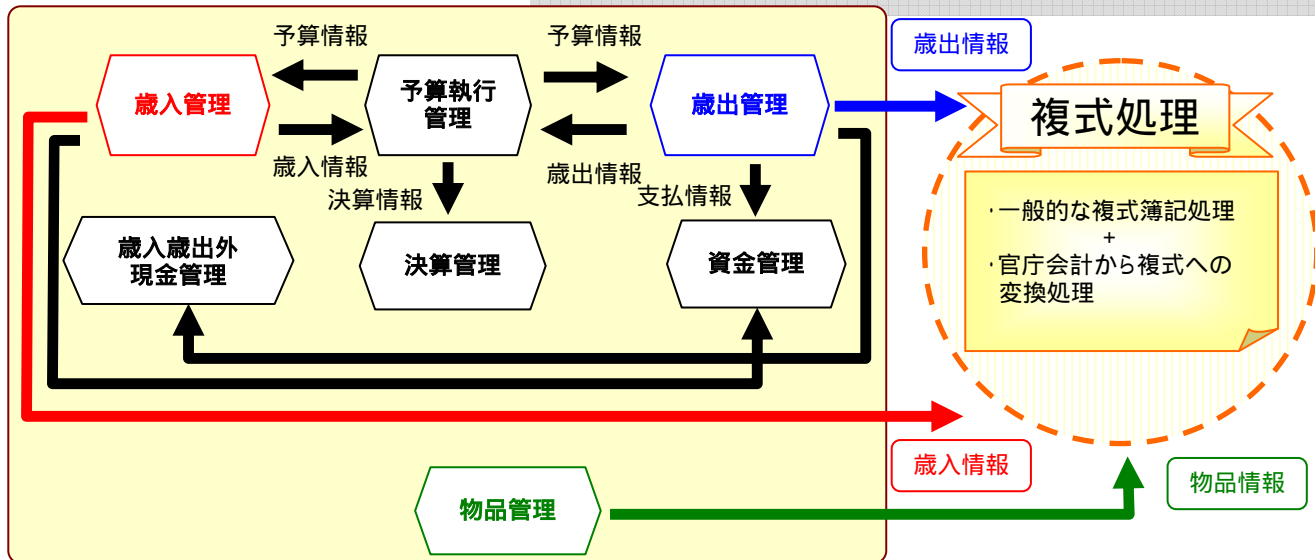 予算情報
予算情報
歳出情報
歳入管理
予算執行
管理
歳出管理
複式処理
歳入情報
歳出情報
決算情報
支払情報
・一般的な複式簿記処理
+
・官庁会計から複式への
変換処理
歳入歳出外
現金管理
決算管理
資金管理
歳入情報
物品情報
物品管理